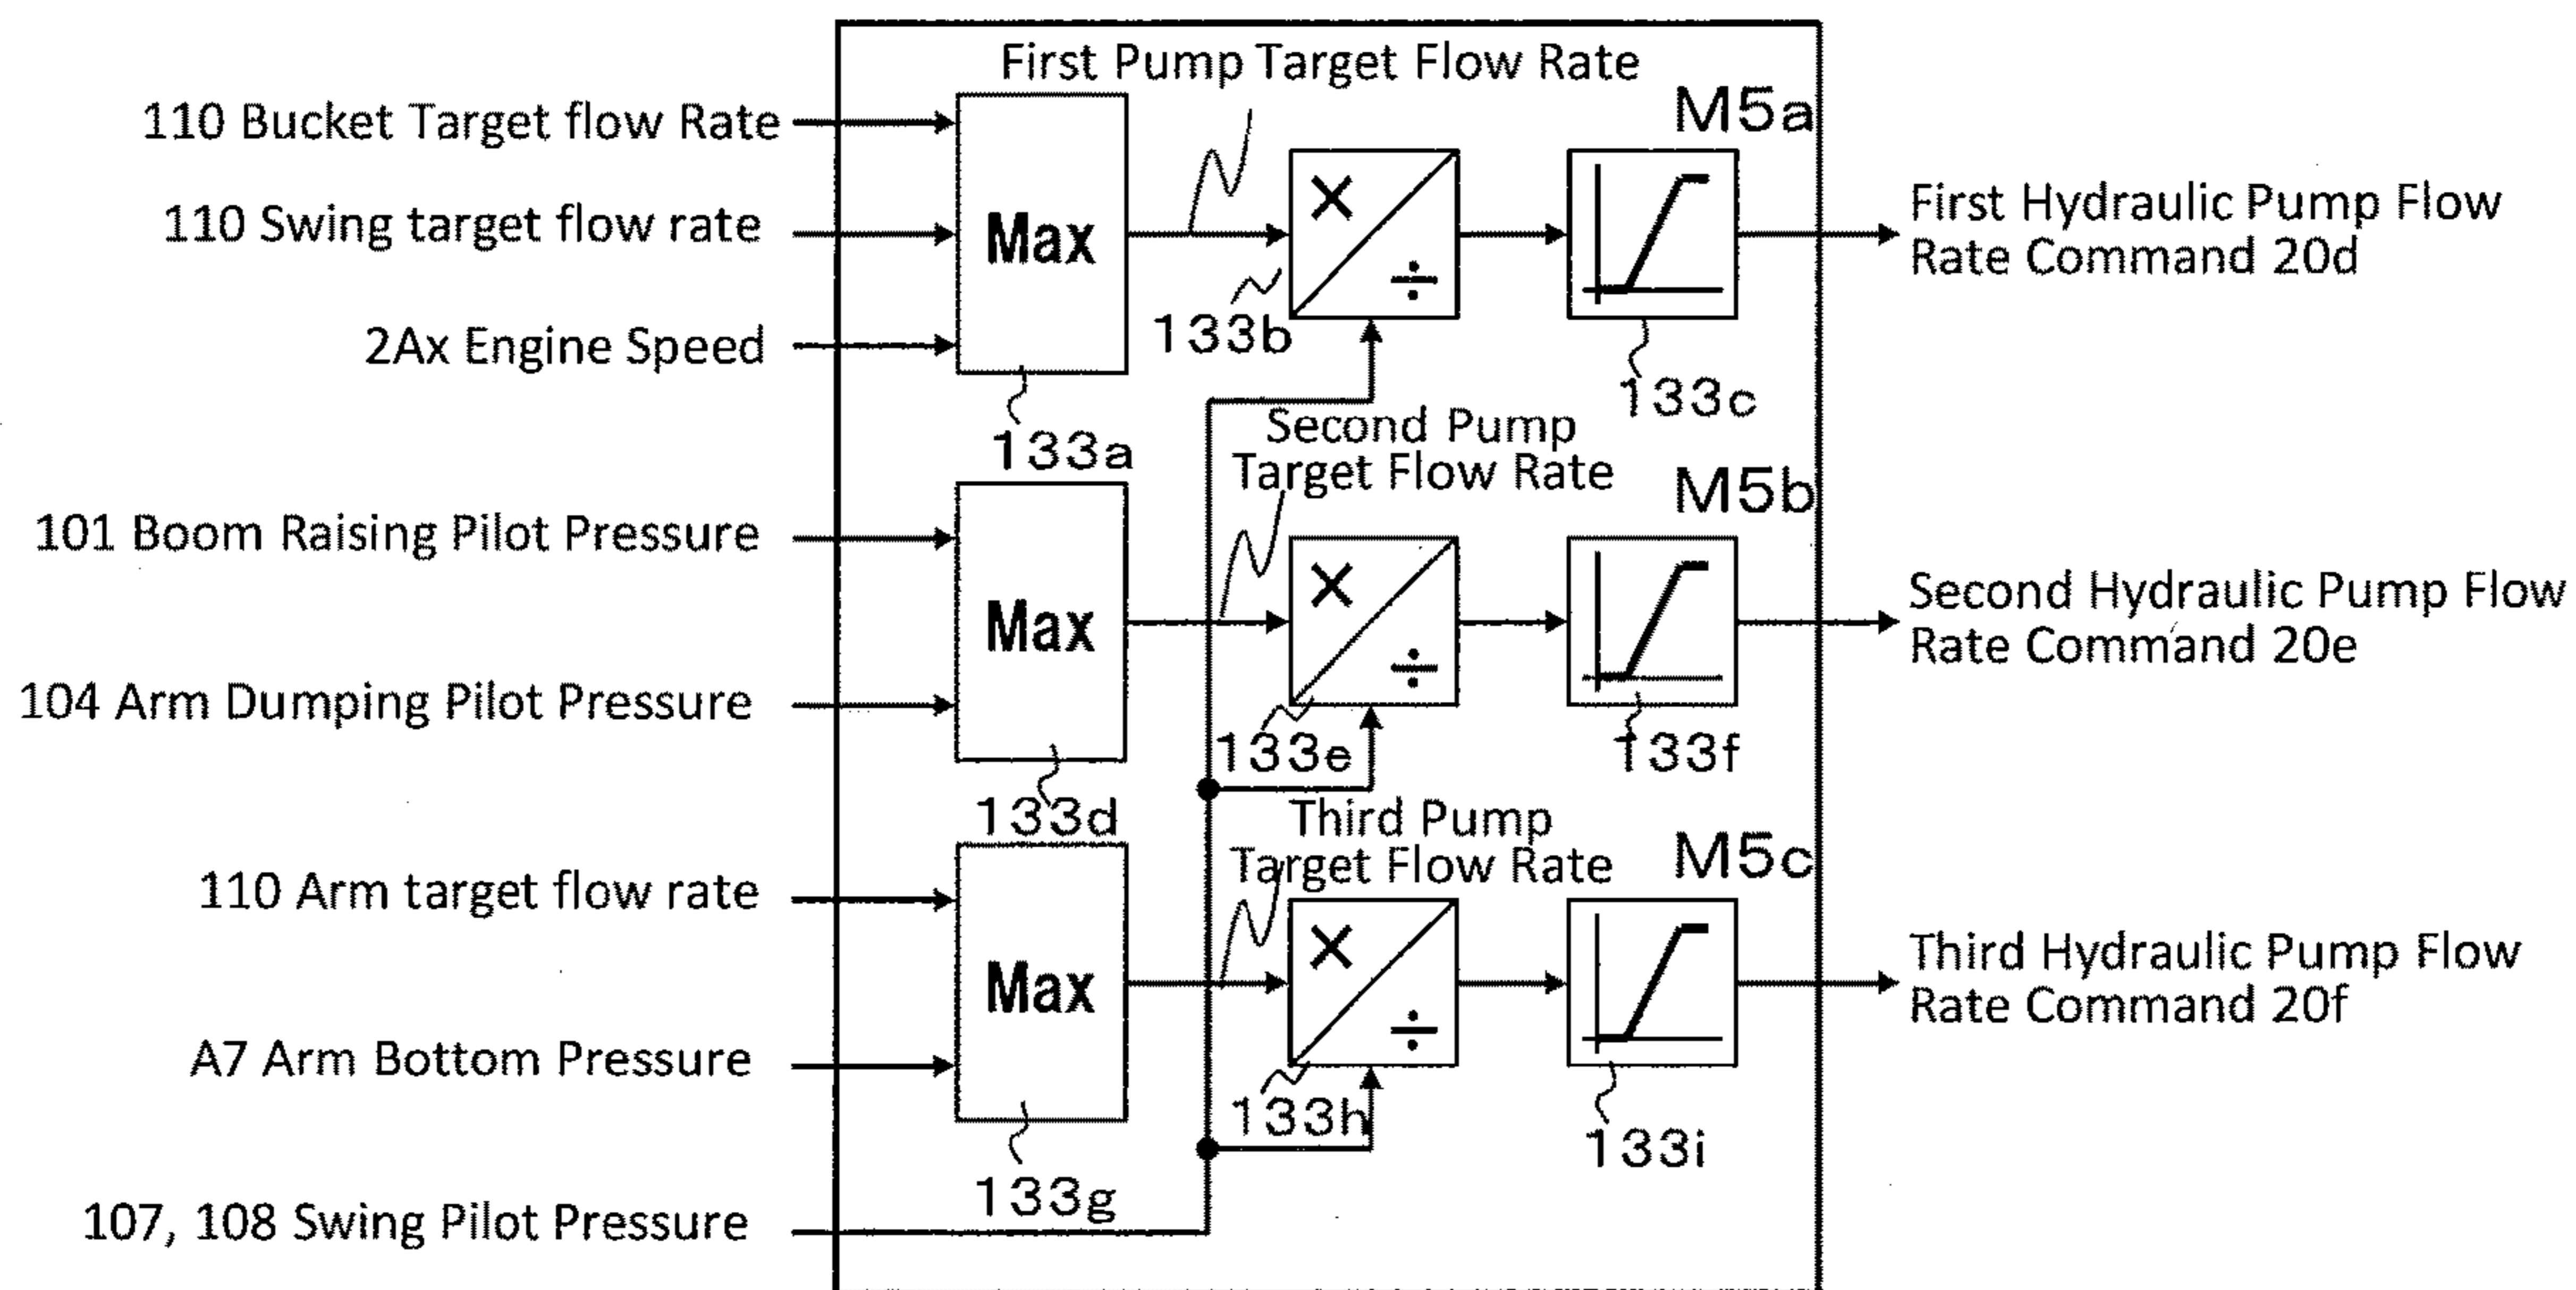 First Pump Target Flow Rate
M5a
110 Bucket Target flow Rate
110 Swing target flow rate
2Ax Engine Speed
Max
×
÷
133a
133b
133c
First Hydraulic Pump Flow
Rate Command 20d
Second Pump
Target Flow Rate
M5b
101 Boom Raising Pilot Pressure
104 Arm Dumping Pilot Pressure
Max
×
÷
133d
133e
133f
Second Hydraulic Pump Flow
Rate Command 20e
Third Pump
Target Flow Rate
M5c
110 Arm target flow rate
A7 Arm Bottom Pressure
Max
×
÷
133g
133h
133i
Third Hydraulic Pump Flow
Rate Command 20f
107, 108 Swing Pilot Pressure